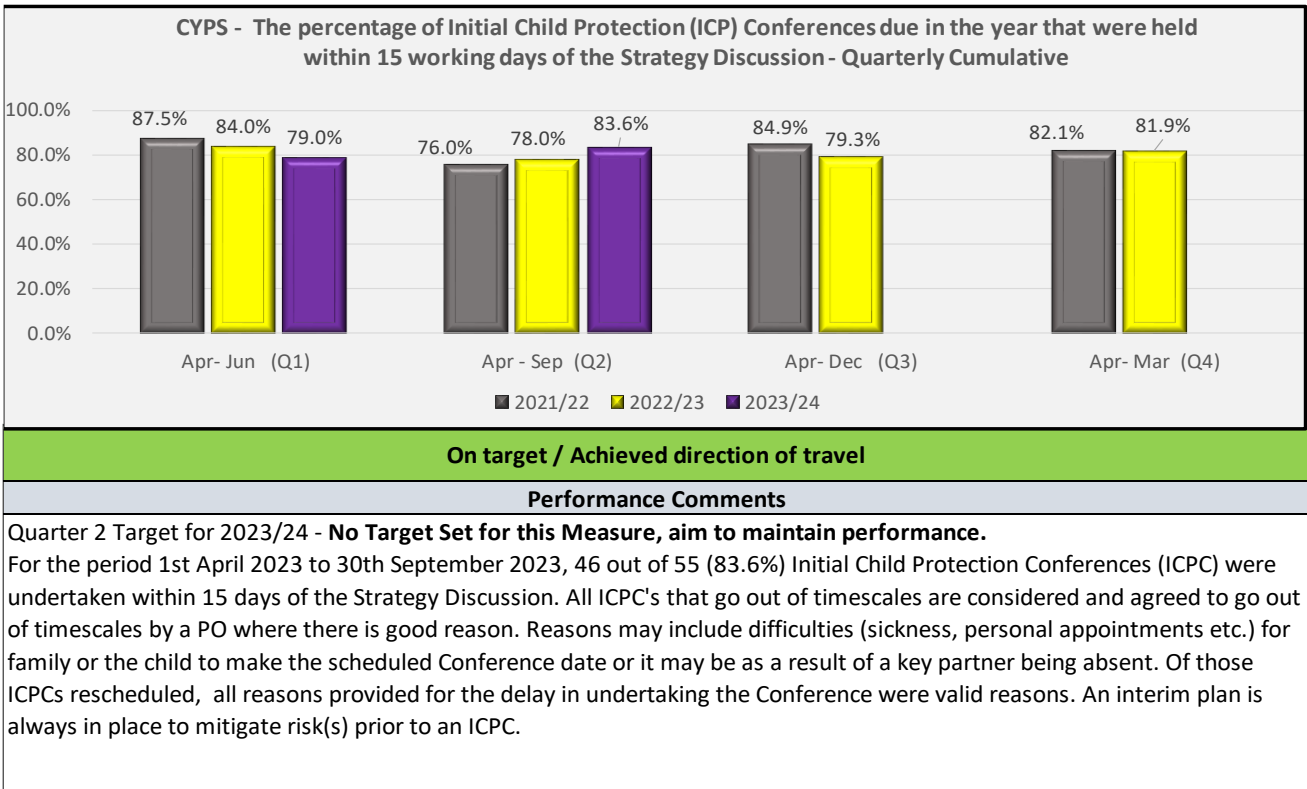 CYPS - The percentage of Initial Child Protection (ICP) Conferences due in the year that were held
within 15 working days of the Strategy Discussion - Quarterly Cumulative
100.0%
80.0%
60.0%
40.0%
20.0%
0.0%
87.5%
84.0%
79.0%
76.0%
78.0%
83.6%
84.9%
79.3%
82.1%
81.9%
Apr- Jun (Q1)
Apr - Sep (Q2)
Apr- Dec (Q3)
Apr- Mar (Q4)
2021/22 2022/23 2023/24
On target / Achieved direction of travel
Performance Comments
Quarter 2 Target for 2023/24 - No Target Set for this Measure, aim to maintain performance.
For the period 1st April 2023 to 30th September 2023, 46 out of 55 (83.6%) Initial Child Protection Conferences (ICPC) were
undertaken within 15 days of the Strategy Discussion. All ICPC's that go out of timescales are considered and agreed to go out
of timescales by a PO where there is good reason. Reasons may include difficulties (sickness, personal appointments etc.) for
family or the child to make the scheduled Conference date or it may be as a result of a key partner being absent. Of those
ICPCs rescheduled, all reasons provided for the delay in undertaking the Conference were valid reasons. An interim plan is
always in place to mitigate risk(s) prior to an ICPC.